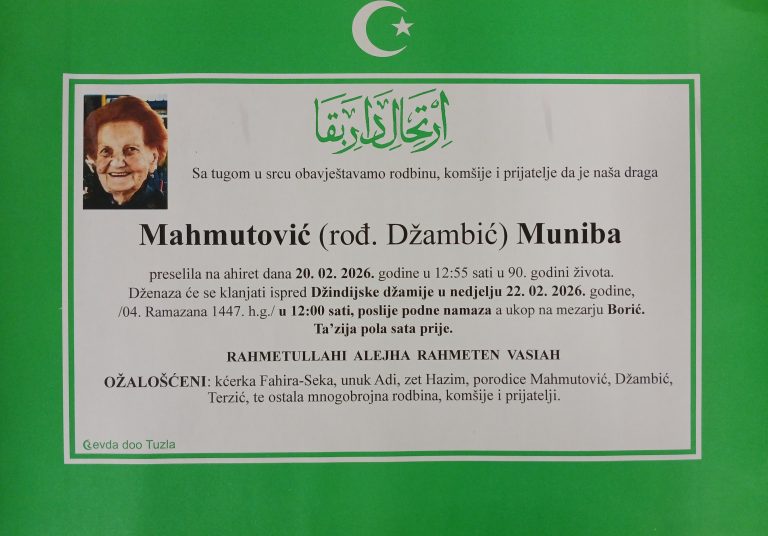 ارتحال دار بقا
Sa tugom u srcu obavještavamo rodbinu, komšije i prijatelje da je naša draga
Mahmutović (rođ. Džambić) Muniba
preselila na ahiret dana 20. 02. 2026. godine u 12:55 sati u 90. godini života.
Dženaza će se klanjati ispred Džindijske džamije u nedjelju 22. 02. 2026. godine,
/04. Ramazana 1447. h.g./ u 12:00 sati, poslije podne namaza a ukop na mezarju Borić.
Ta’zija pola sata prije.
RAHMETULLAHI ALEJHA RAHMETEN VASIAH
OŽALOŠĆENI: kćerka Fahira-Seka, unuk Adi, zet Hazim, porodice Mahmutović, Džambić,
Terzić, te ostala mnogobrojna rodbina, komšije i prijatelji.
evda doo Tuzla